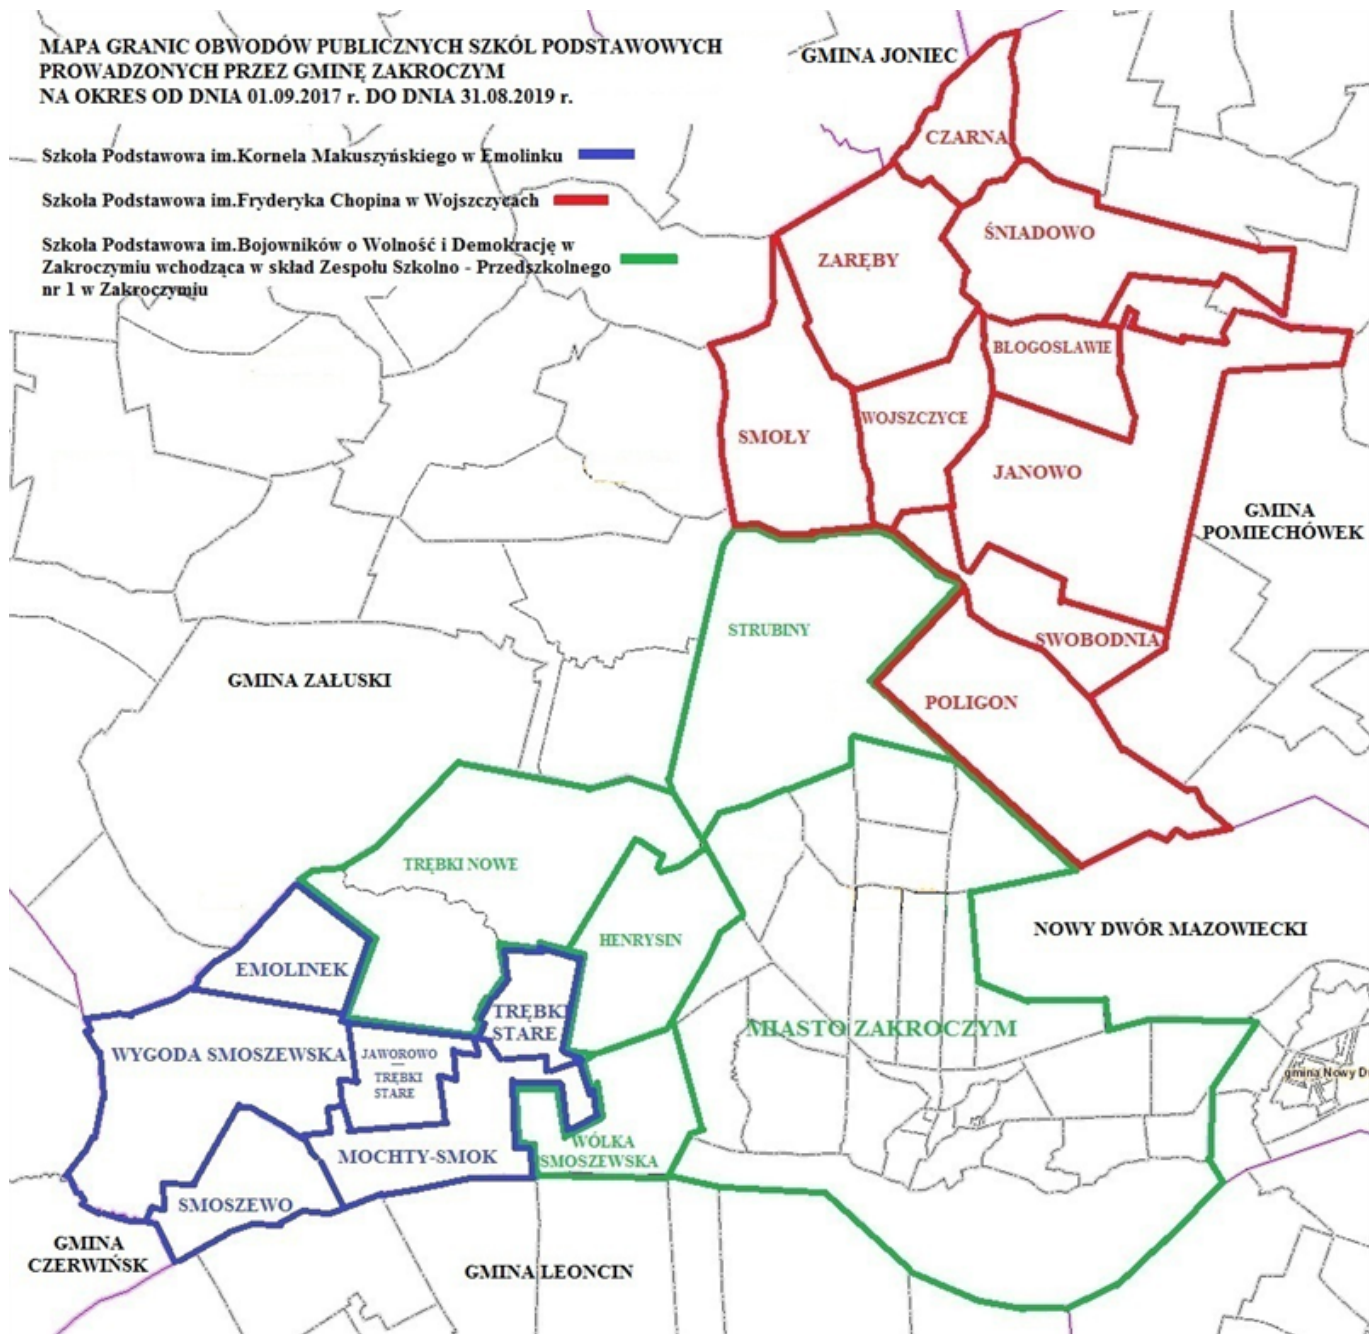 MAPA GRANIC OBWODÓW PUBLICZNYCH SZKÓL PODSTAWOWYCH
PROWADZONYCH PRZEZ GMINĘ ZAKROCZYM
NA OKRES OD DNIA 01.09.2017 r. DO DNIA 31.08.2019 r.
Szkoła Podstawowa im.Kornela Makuszyńskiego w Emolinku
Szkoła Podstawowa im.Fryderyka Chopina w Wojszczycach
Szkoła Podstawowa im.Bojowników o Wolność i Demokrację w
Zakroczymiu wchodząca w skład Zespołu Szkolno - Przedszkolnego
nr 1 w Zakroczymiu
GMINA JONIEC
CZARNA
ŚNIADOWO
ZARĘBY
BŁOGOSŁAWIE
WOJSZCZYCE
SMOŁY
JANOWO
GMINA
POMIECHÓWEK
STRUBINY
SWOBODNIA
GMINA ZAŁUSKI
POLIGON
TRĘBKI NOWE
HENRYSIN
NOWY DWÓR MAZOWIECKI
EMOLINEK
TRĘBKI
STARE
MIASTO ZAKROCZYM
WYGODA SMOSZEWSKA
JAWOROWO
—
TRĘBKI
STARE
gmina Nowy D
WÓLKA
SMOSZEWSKA
MOCHTY-SMOK
SMOSZEWO
GMINA
CZERWIŃSK
GMINA LEONCIN